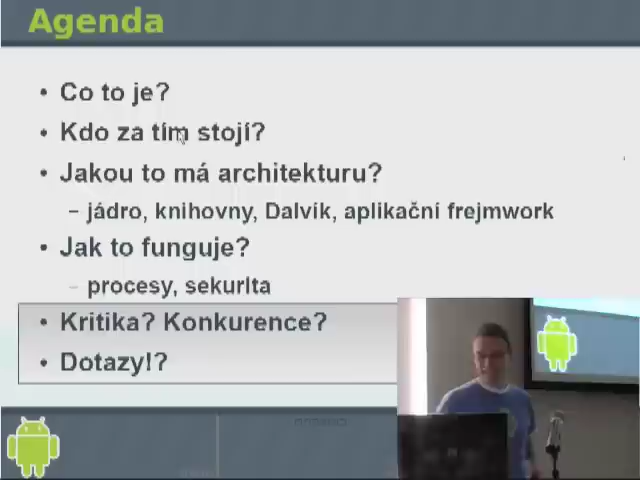 Agenda
• Co to je?
• Kdo za tím stojí?
• Jakou to má architekturu?
– jádro, knihovny, Dalvik, aplikační frejmwork
• Jak to funguje?
– procesy, sekurita
• Kritika? Konkurence?
• Dotazy!?